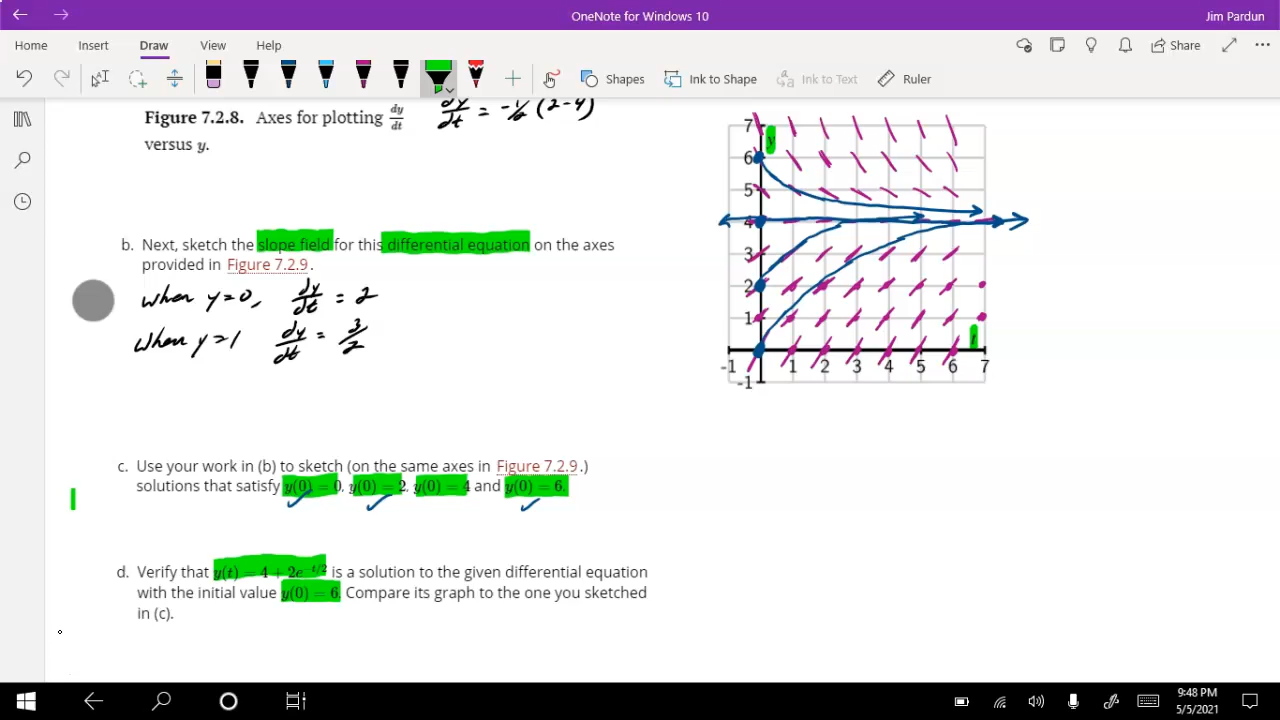 OneNote for Windows 10
Jim Pardun
Home
Insert
Draw
View
Help
Share
Shapes
Ink to Shape
Ink to Text
Ruler
Figure 7.2.8. Axes for plotting dy/dt
versus y.
dy/dt = -1/2 (2-4)
b. Next, sketch the slope field for this differential equation on the axes
provided in Figure 7.2.9.
when y=0, dy/dt = 2
when y=1 dy/dt = 3/2
7
y
6
5
4
3
2
1
t
-1 1 2 3 4 5 6 7
-1
c. Use your work in (b) to sketch (on the same axes in Figure 7.2.9.)
solutions that satisfy y(0) = 0, y(0) = 2, y(0) = 4 and y(0) = 6.
d. Verify that y(t) = 4 + 2e^{-t/2} is a solution to the given differential equation
with the initial value y(0) = 6. Compare its graph to the one you sketched
in (c).
9:48 PM
5/5/2021